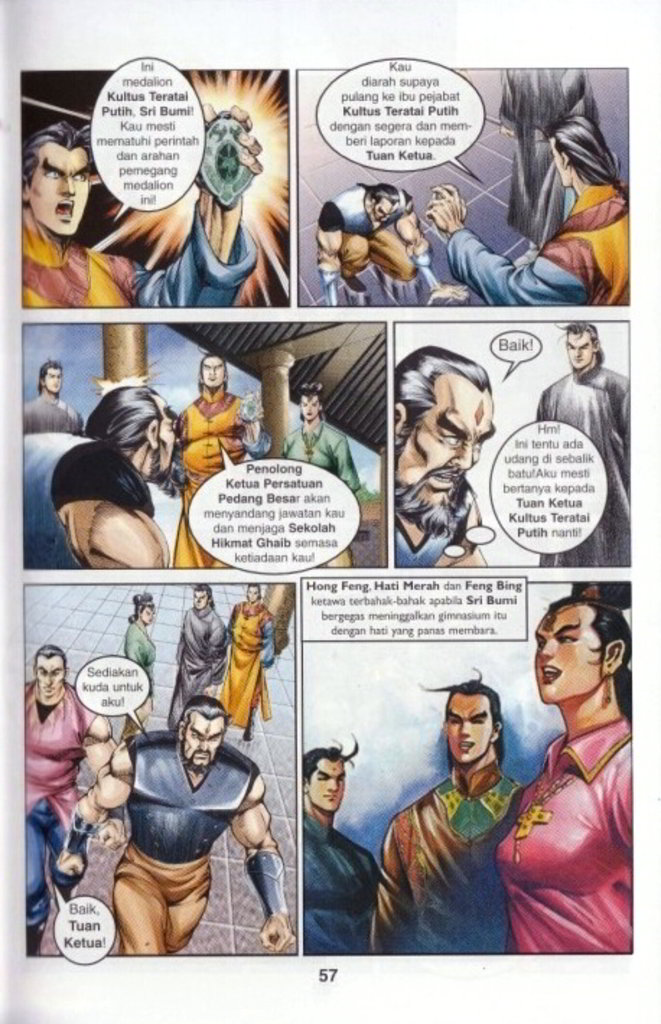 Ini
medalion
Kultus Teratai
Putih, Sri Bumi!
Kau mesti
mematuhi perintah
dan arahan
pemegang
medalion
ini!
Kau
diarah supaya
pulang ke ibu pejabat
Kultus Teratai Putih
dengan segera dan mem-
beri laporan kepada
Tuan Ketua.
Penolong
Ketua Persatuan
Pedang Besar akan
menyandang jawatan kau
dan menjaga Sekolah
Hikmat Ghaib semasa
ketiadaan kau!
Baik!
Hm!
Ini tentu ada
udang di sebalik
batu!Aku mesti
bertanya kepada
Tuan Ketua
Kultus Teratai
Putih nanti!
Sediakan
kuda untuk
aku!
Baik,
Tuan
Ketua!
Hong Feng, Hati Merah dan Feng Bing
ketawa terbahak-bahak apabila Sri Bumi
bergegas meninggalkan gimnasium itu
dengan hati yang panas membara.
57